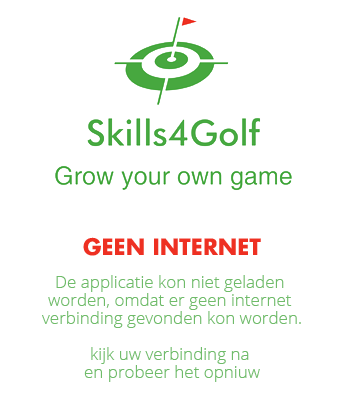 Skills4Golf
Grow your own game
GEEN INTERNET
De applicatie kon niet geladen
worden, omdat er geen internet
verbinding gevonden kon worden.
kijk uw verbinding na
en probeer het opniuw